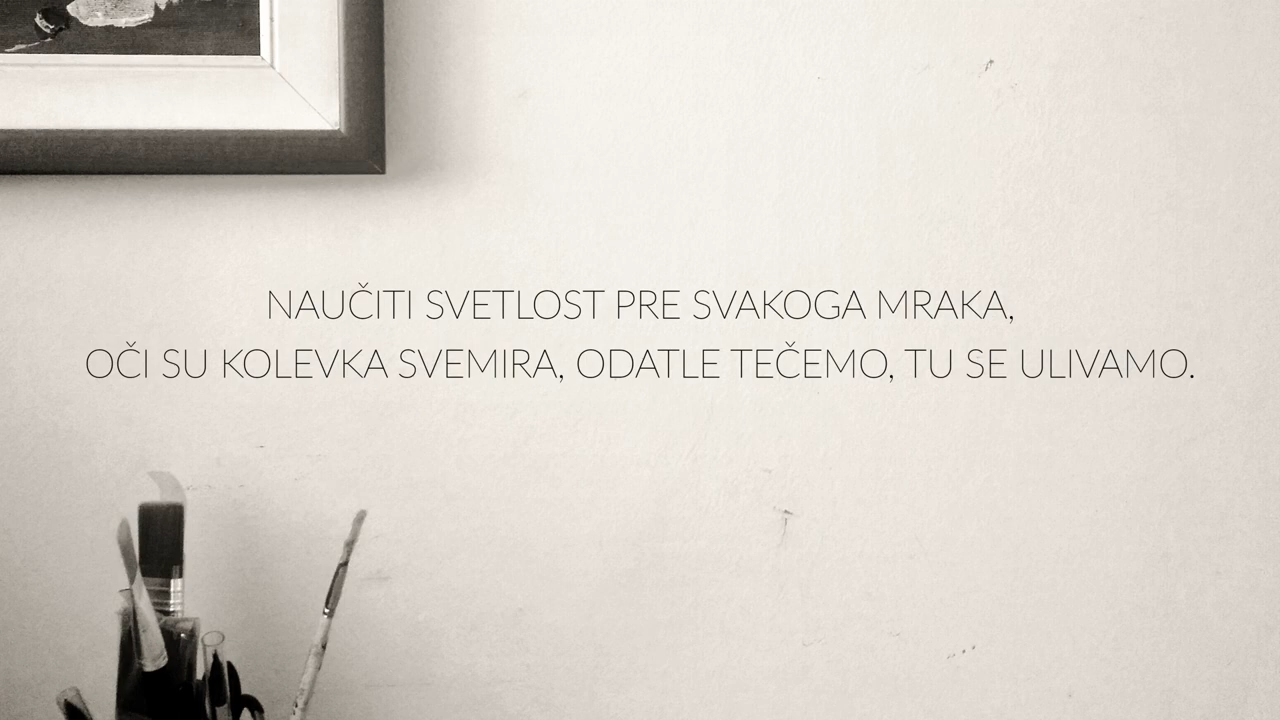 NAUČITI SVETLOST PRE SVAKOGA MRAKA,
OČI SU KOLEVKA SVEMIRA, ODATLE TEČEMO, TU SE ULIVAMO.